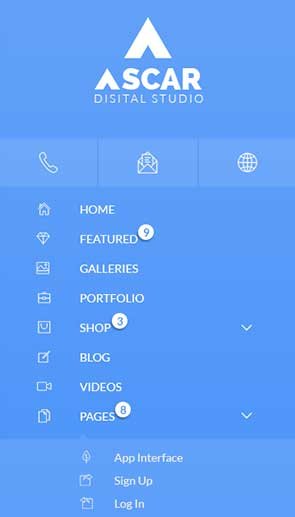 ASCAR
DISITAL STUDIO
HOME
FEATURED 9
GALLERIES
PORTFOLIO
SHOP 3
BLOG
VIDEOS
PAGES 8
App Interface
Sign Up
Log In